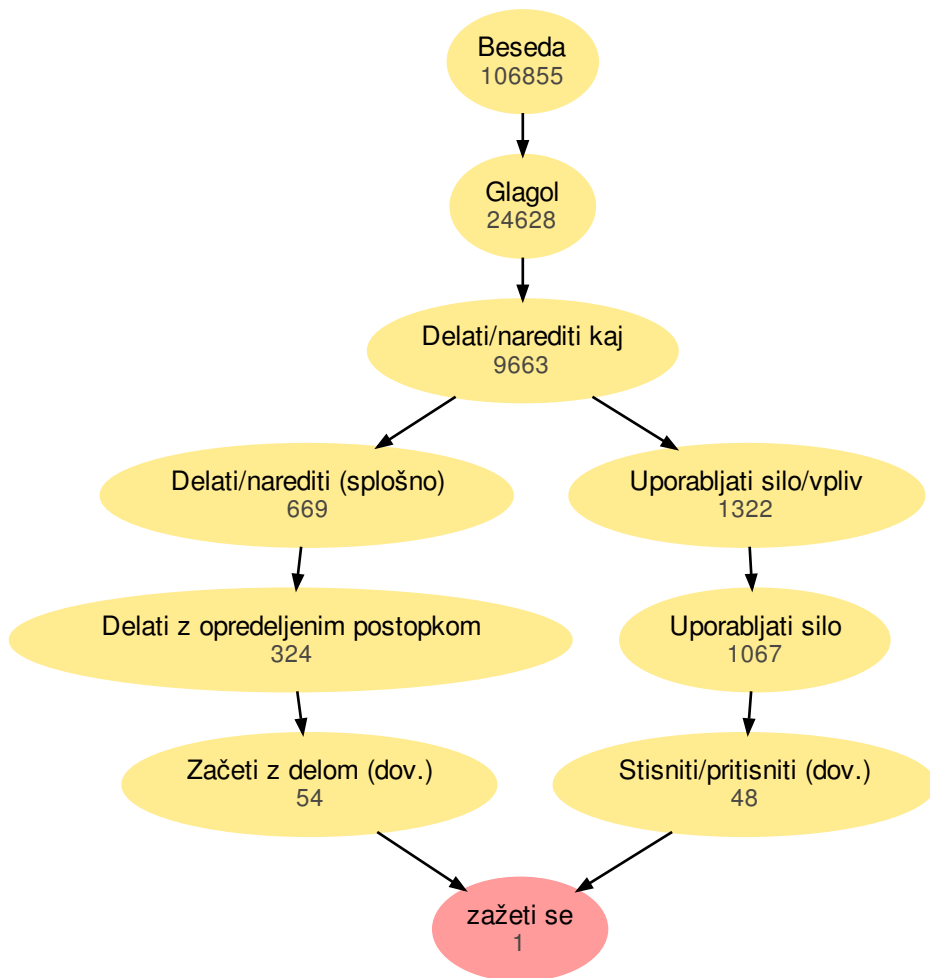 Beseda
106855
Glagol
24628
Delati/narediti kaj
9663
Delati/narediti (splošno)
669
Uporabljati silo/vpliv
1322
Delati z opredeljenim postopkom
324
Uporabljati silo
1067
Začeti z delom (dov.)
54
Stisniti/pritisniti (dov.)
48
zažeti se
1